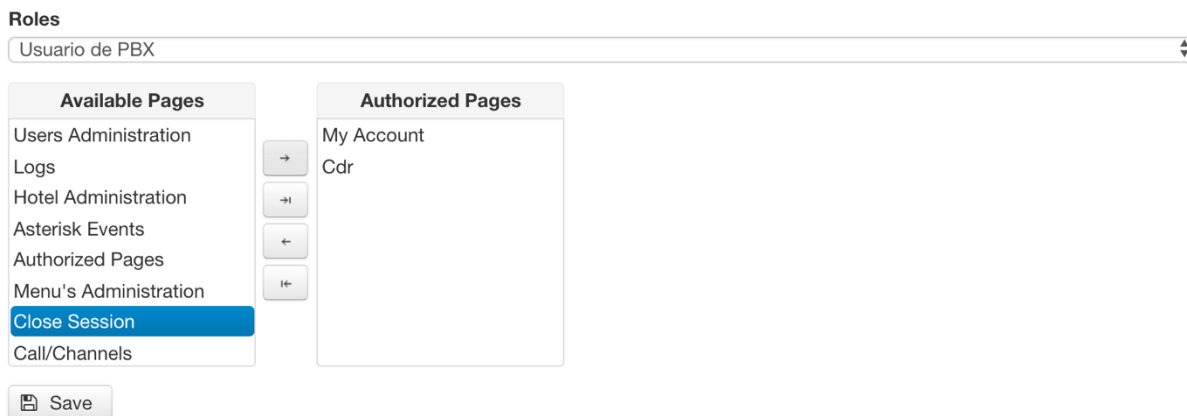 Roles
Usuario de PBX
Available Pages
Users Administration
Logs
Hotel Administration
Asterisk Events
Authorized Pages
Menu's Administration
Close Session
Call/Channels
Authorized Pages
My Account
Cdr
Save